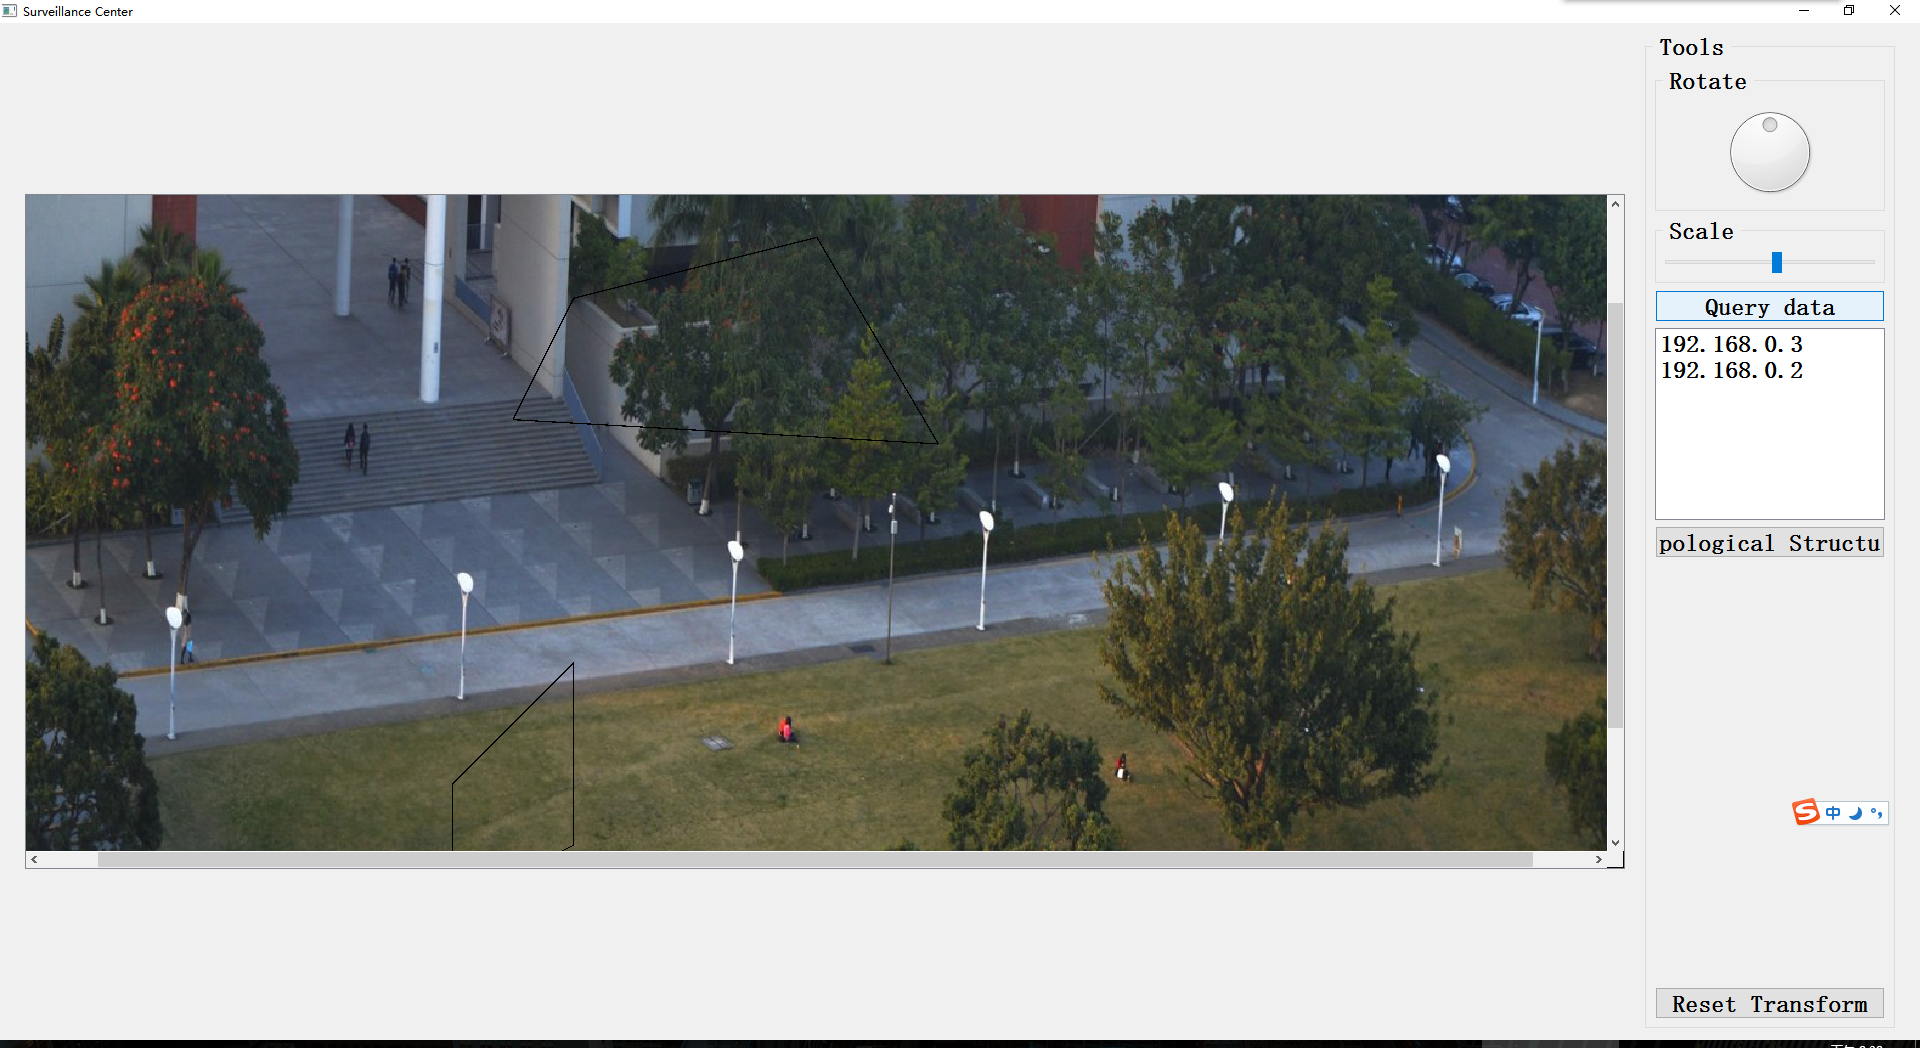 Surveillance Center
Tools
Rotate
Scale
Query data
192.168.0.3
192.168.0.2
pological Structu
中
Reset Transform